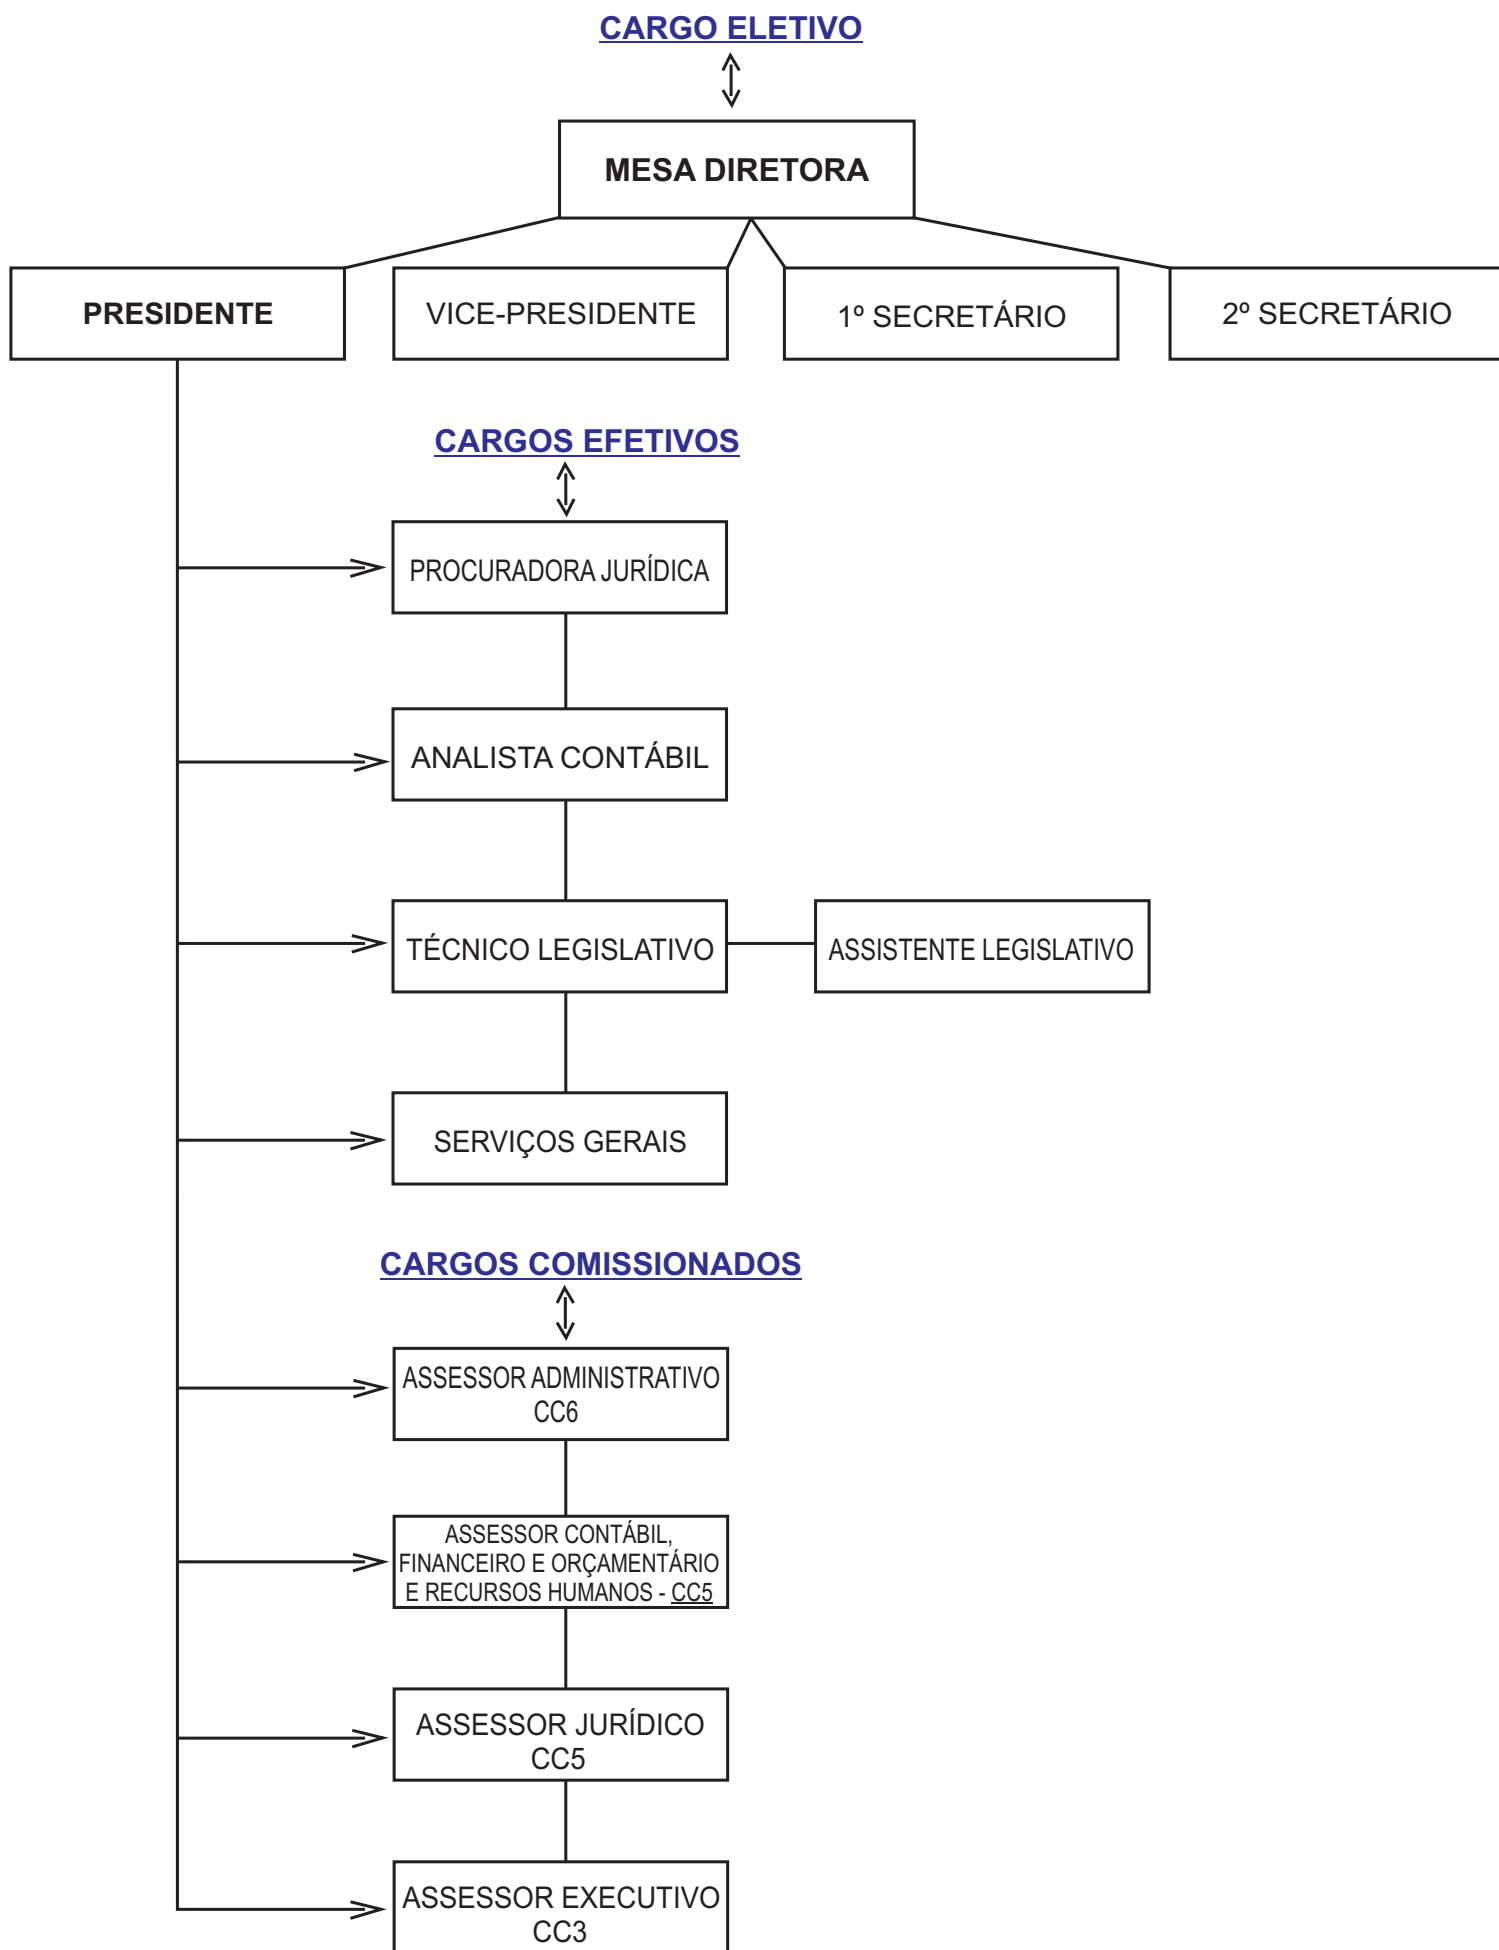 CARGO ELETIVO
MESA DIRETORA
PRESIDENTE
VICE-PRESIDENTE
1º SECRETÁRIO
2º SECRETÁRIO
CARGOS EFETIVOS
PROCURADORA JURÍDICA
ANALISTA CONTÁBIL
TÉCNICO LEGISLATIVO
ASSISTENTE LEGISLATIVO
SERVIÇOS GERAIS
CARGOS COMISSIONADOS
ASSESSOR ADMINISTRATIVO
CC6
ASSESSOR CONTÁBIL,
FINANCEIRO E ORÇAMENTÁRIO
E RECURSOS HUMANOS - CC5
ASSESSOR JURÍDICO
CC5
ASSESSOR EXECUTIVO
CC3